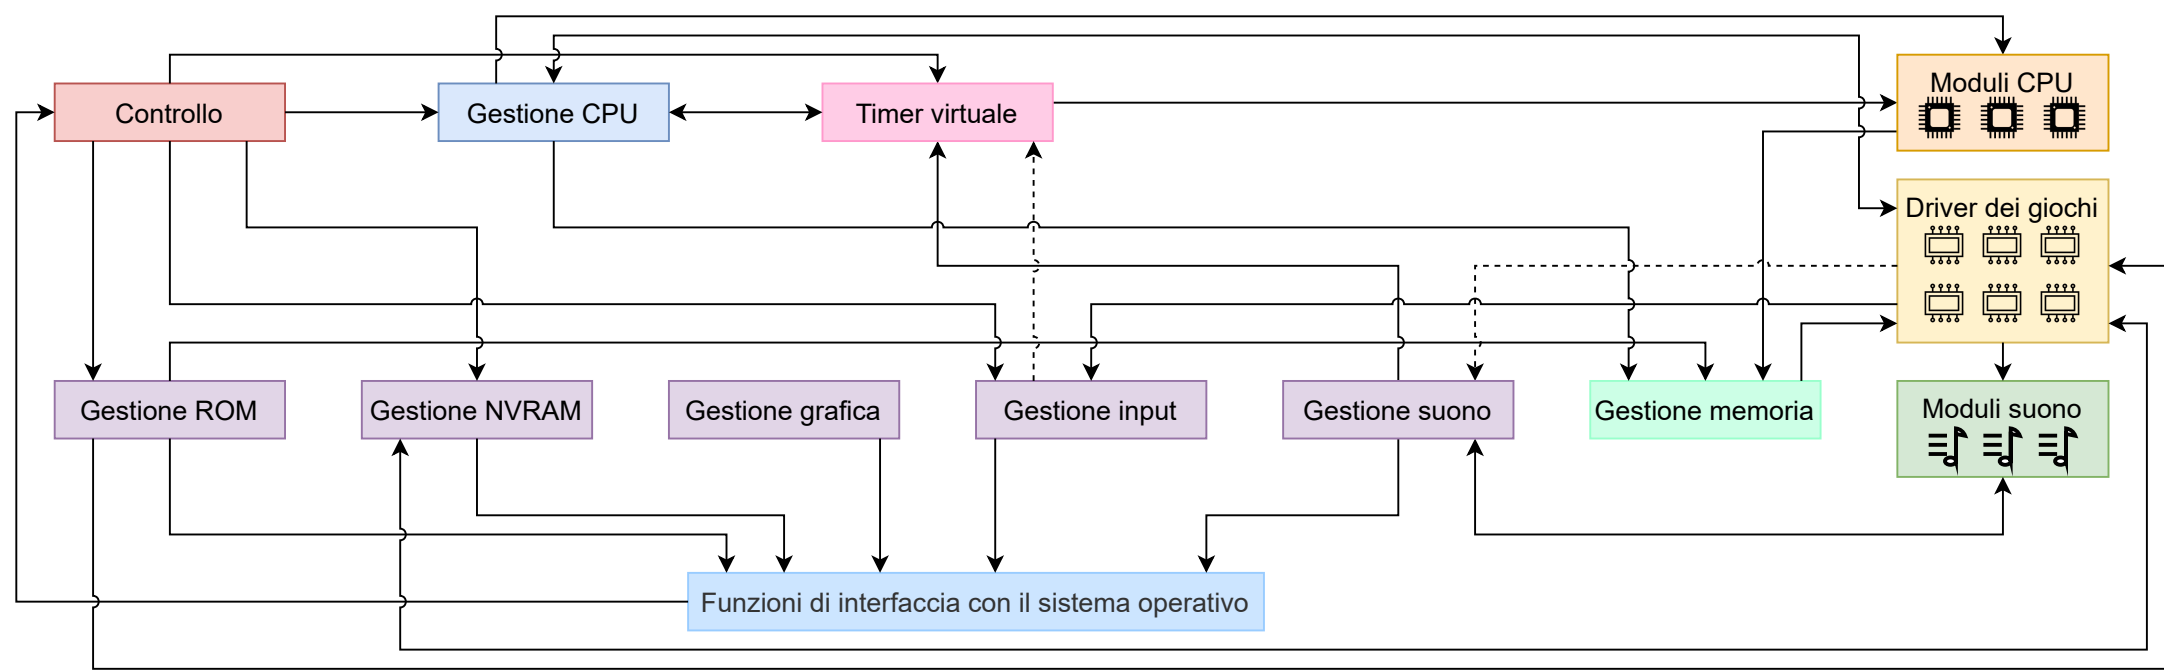 Controllo
Gestione CPU
Timer virtuale
Moduli CPU
Driver dei giochi
Gestione ROM
Gestione NVRAM
Gestione grafica
Gestione input
Gestione suono
Gestione memoria
Moduli suono
Funzioni di interfaccia con il sistema operativo